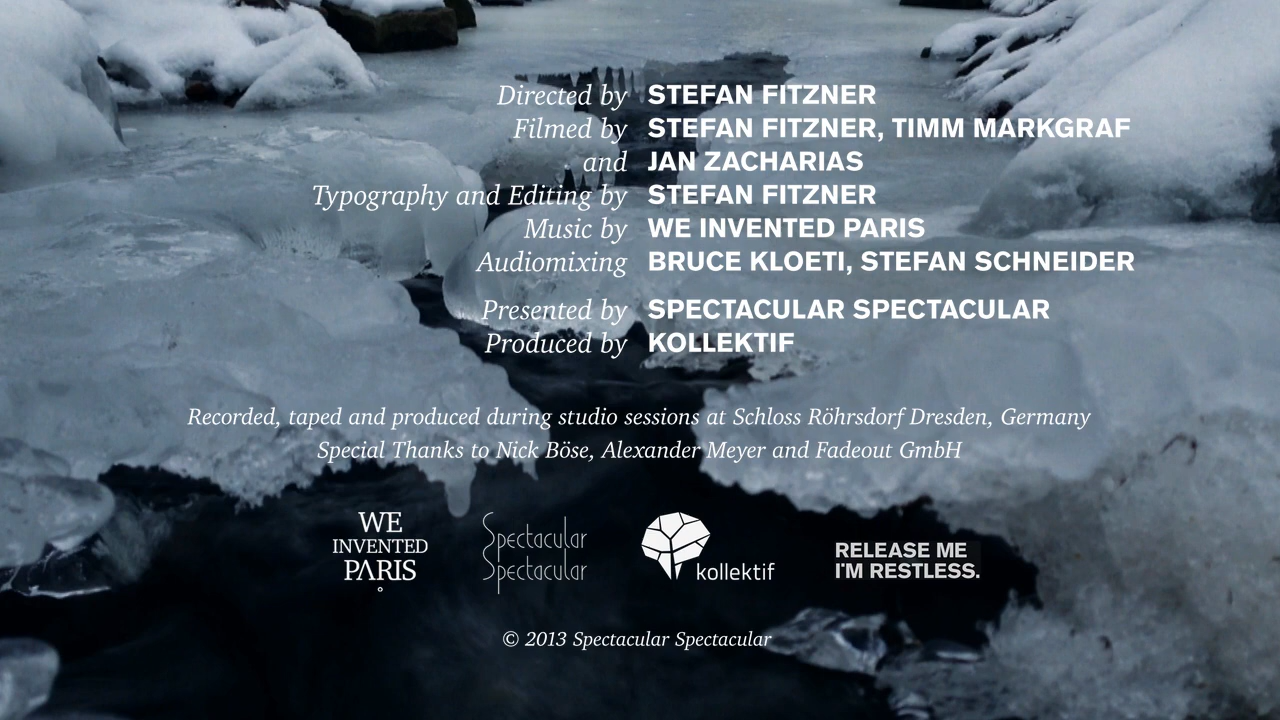 Directed by STEFAN FITZNER
Filmed by STEFAN FITZNER, TIMM MARKGRAF
and JAN ZACHARIAS
Typography and Editing by STEFAN FITZNER
Music by WE INVENTED PARIS
Audiomixing BRUCE KLOETI, STEFAN SCHNEIDER
Presented by SPECTACULAR SPECTACULAR
Produced by KOLLEKTIF
Recorded, taped and produced during studio sessions at Schloss Röhrsdorf Dresden, Germany
Special Thanks to Nick Böse, Alexander Meyer and Fadeout GmbH
WE
INVENTED
PARIS
Spectacular
Spectacular
kollektif
RELEASE ME
I'M RESTLESS.
© 2013 Spectacular Spectacular